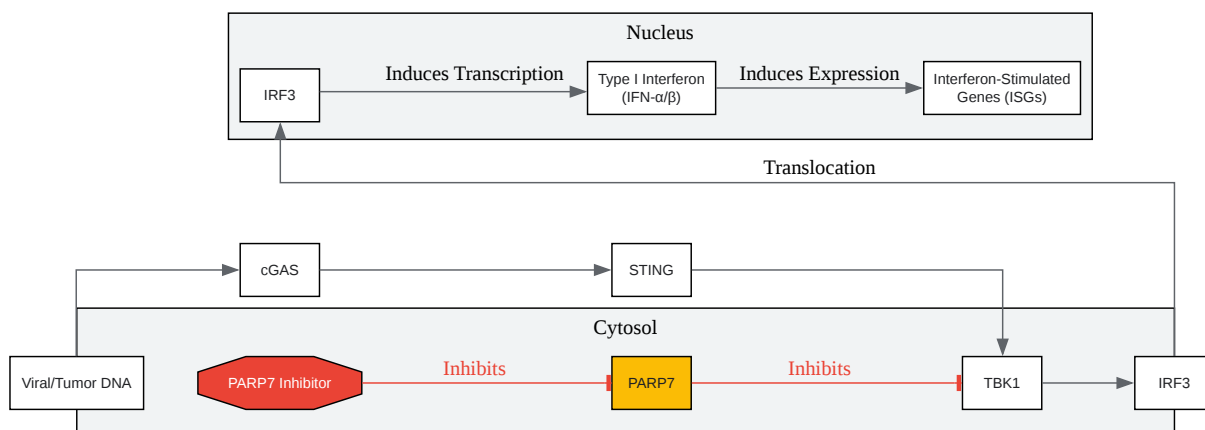 Nucleus
Induces Transcription
Induces Expression
IRF3
Type I Interferon
(IFN-α/β)
Interferon-Stimulated
Genes (ISGs)
Translocation
cGAS
STING
Cytosol
Viral/Tumor DNA
PARP7 Inhibitor
Inhibits
PARP7
Inhibits
TBK1
IRF3